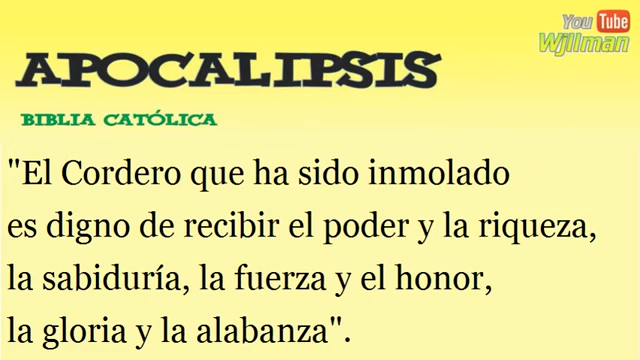 You Tube
Wjllman
APOCALIPSIS
BIBLIA CATÓLICA
"El Cordero que ha sido inmolado
es digno de recibir el poder y la riqueza,
la sabiduría, la fuerza y el honor,
la gloria y la alabanza".